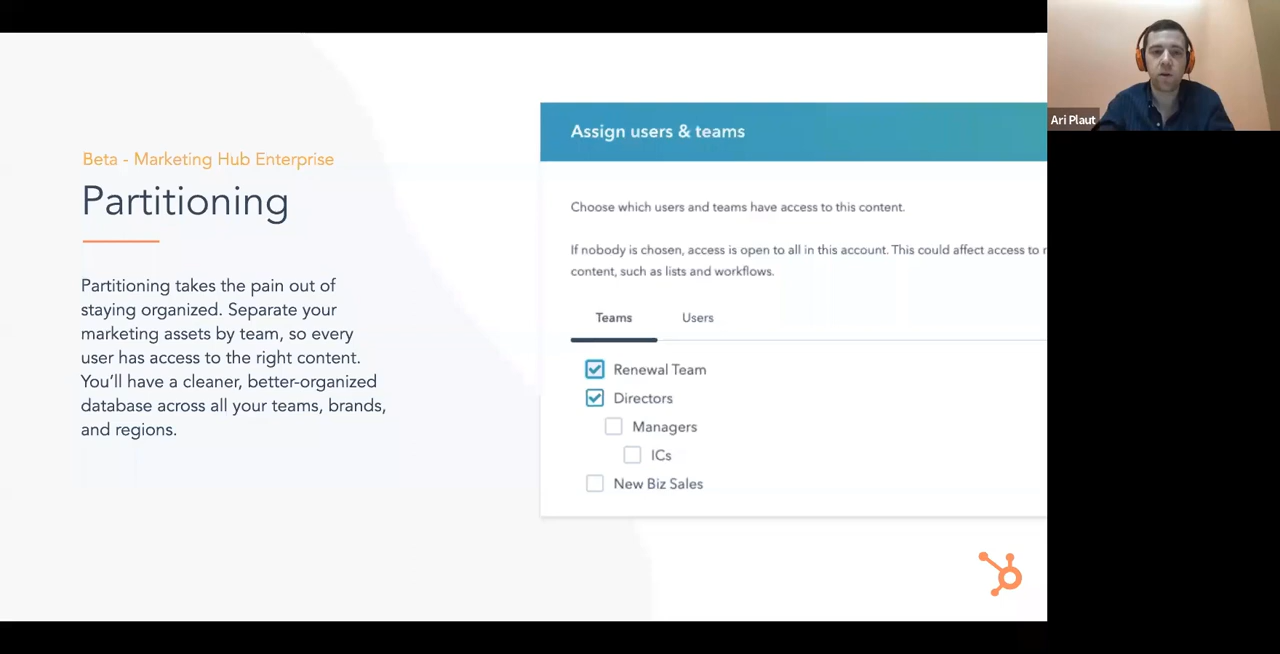 Beta - Marketing Hub Enterprise
Partitioning
Partitioning takes the pain out of
staying organized. Separate your
marketing assets by team, so every
user has access to the right content.
You'll have a cleaner, better-organized
database across all your teams, brands,
and regions.
Assign users & teams
Choose which users and teams have access to this content.
If nobody is chosen, access is open to all in this account. This could affect access to
content, such as lists and workflows.
Teams Users
Renewal Team
Directors
Managers
ICs
New Biz Sales
Ari Plaut